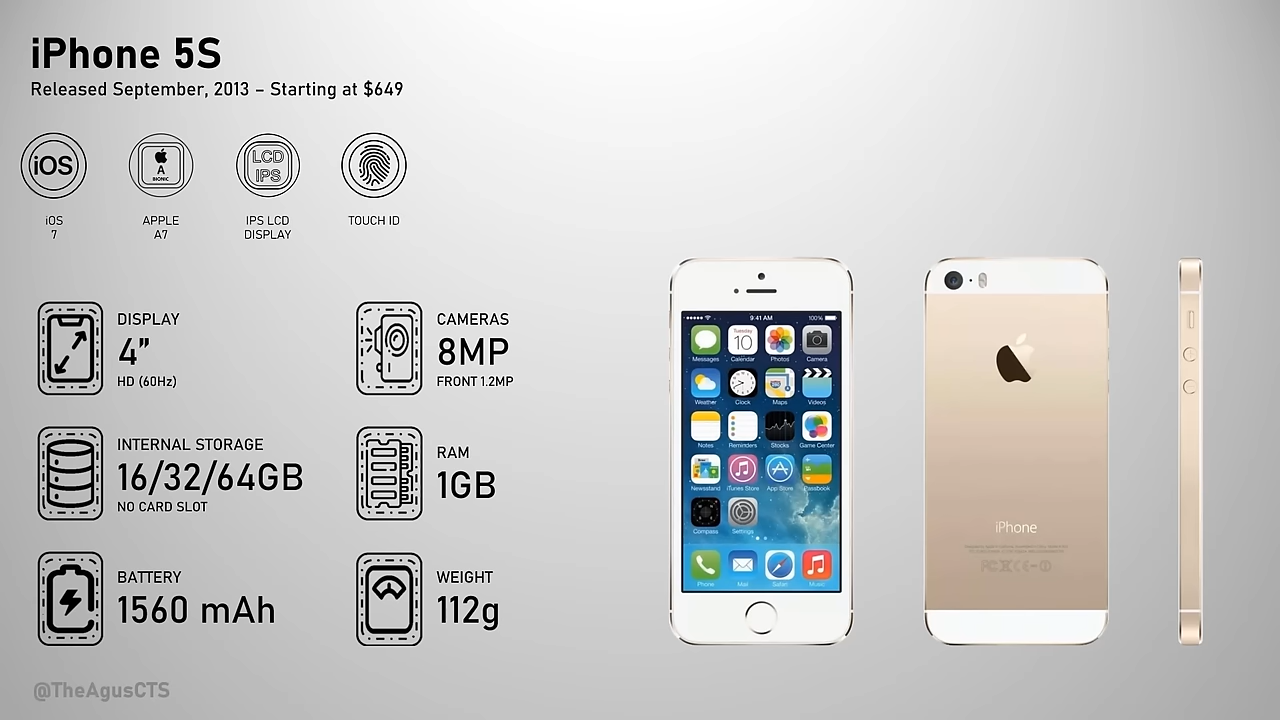 iPhone 5S
Released September, 2013 – Starting at $649
iOS
A
BIONIC
LCD
IPS
iOS
7
APPLE
A7
IPS LCD
DISPLAY
TOUCH ID
DISPLAY
4”
HD (60Hz)
CAMERAS
8MP
FRONT 1.2MP
INTERNAL STORAGE
16/32/64GB
NO CARD SLOT
RAM
1GB
BATTERY
1560 mAh
WEIGHT
112g
@TheAgusCTS
9:41 AM 100%
Tuesday
10
Messages Calendar Photos Camera
Weather Clock Maps Videos
Notes Reminders Stocks Game Center
Newsstand iTunes Store App Store Passbook
Compass Settings
Phone Mail Safari Music
iPhone